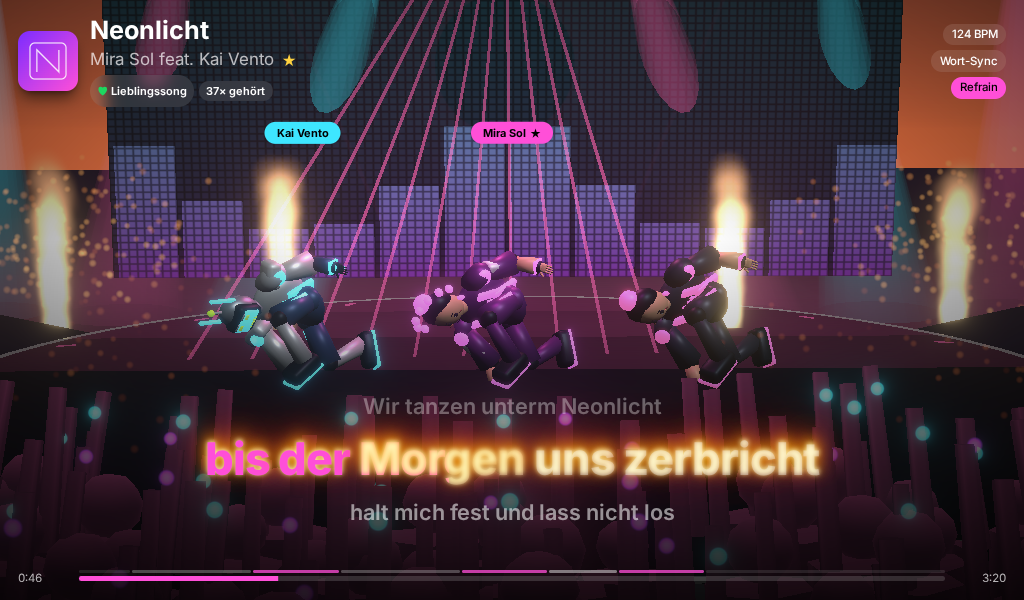 Neonlicht
Mira Sol feat. Kai Vento ★
Lieblingssong
37× gehört
124 BPM
Wort-Sync
Refrain
Kai Vento
Mira Sol ★
Wir tanzen unterm Neonlicht
bis der Morgen uns zerbricht
halt mich fest und lass nicht los
0:46
3:20